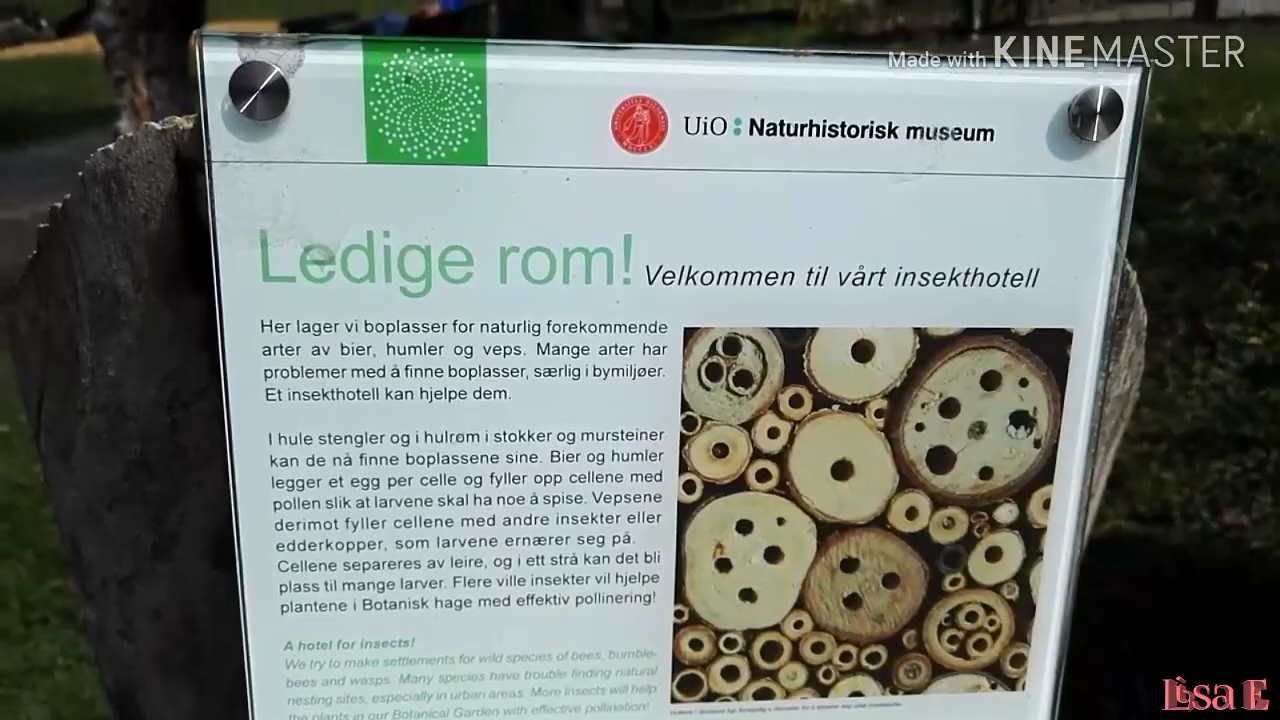 Made with KINEMASTER
UiO : Naturhistorisk museum
Ledige rom! Velkommen til vårt insekthotell
Her lager vi boplasser for naturlig forekommende
arter av bier, humler og veps. Mange arter har
problemer med å finne boplasser, særlig i bymiljøer.
Et insekthotell kan hjelpe dem.
I hule stengler og i hulrøm i stokker og mursteiner
kan de nå finne boplassene sine. Bier og humler
legger et egg per celle og fyller opp cellene med
pollen slik at larvene skal ha noe å spise. Vepsene
derimot fyller cellene med andre insekter eller
edderkopper, som larvene ernærer seg på.
Cellene separeres av leire, og i ett strå kan det bli
plass til mange larver. Flere ville insekter vil hjelpe
plantene i Botanisk hage med effektiv pollinering!
A hotel for insects!
We try to make settlements for wild species of bees, bumble-
bees and wasps. Many species have trouble finding natural
nesting sites, especially in urban areas. More insects will help
the plants in our Botanical Garden with effective pollination!
Lisa E